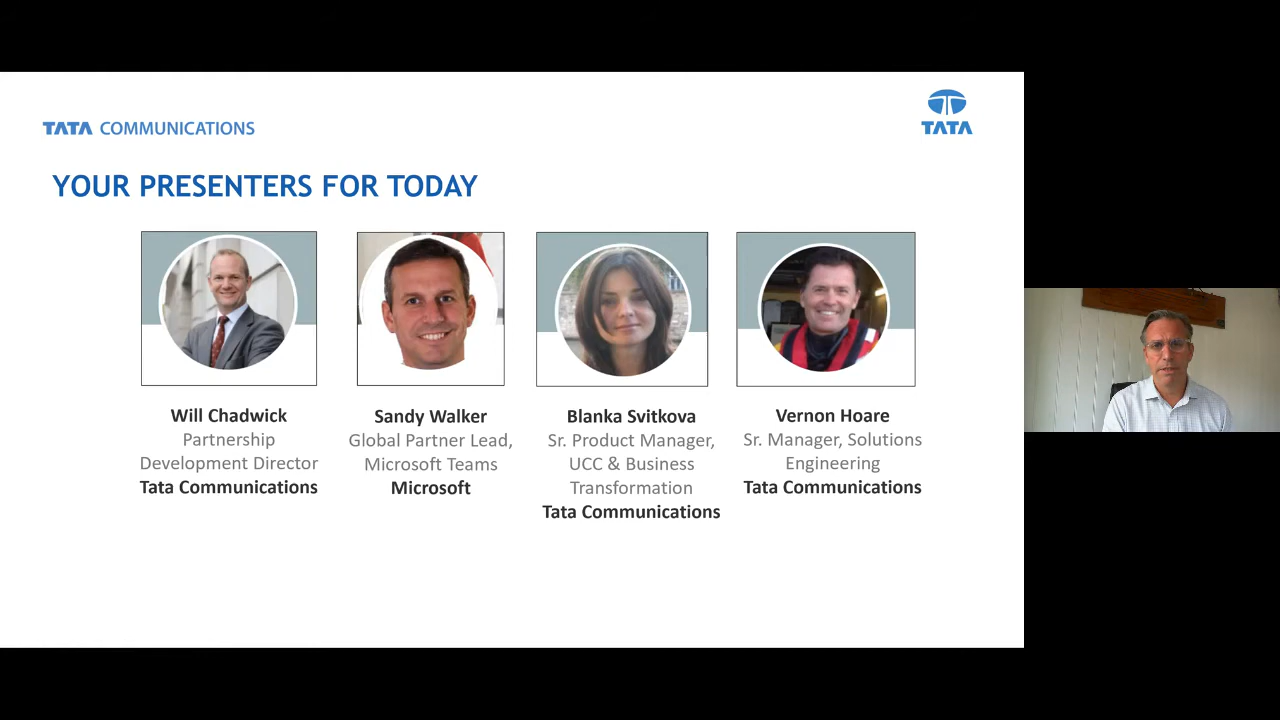 TATA COMMUNICATIONS
TATA
YOUR PRESENTERS FOR TODAY
Will Chadwick
Partnership
Development Director
Tata Communications
Sandy Walker
Global Partner Lead,
Microsoft Teams
Microsoft
Blanka Svitkova
Sr. Product Manager,
UCC & Business
Transformation
Tata Communications
Vernon Hoare
Sr. Manager, Solutions
Engineering
Tata Communications